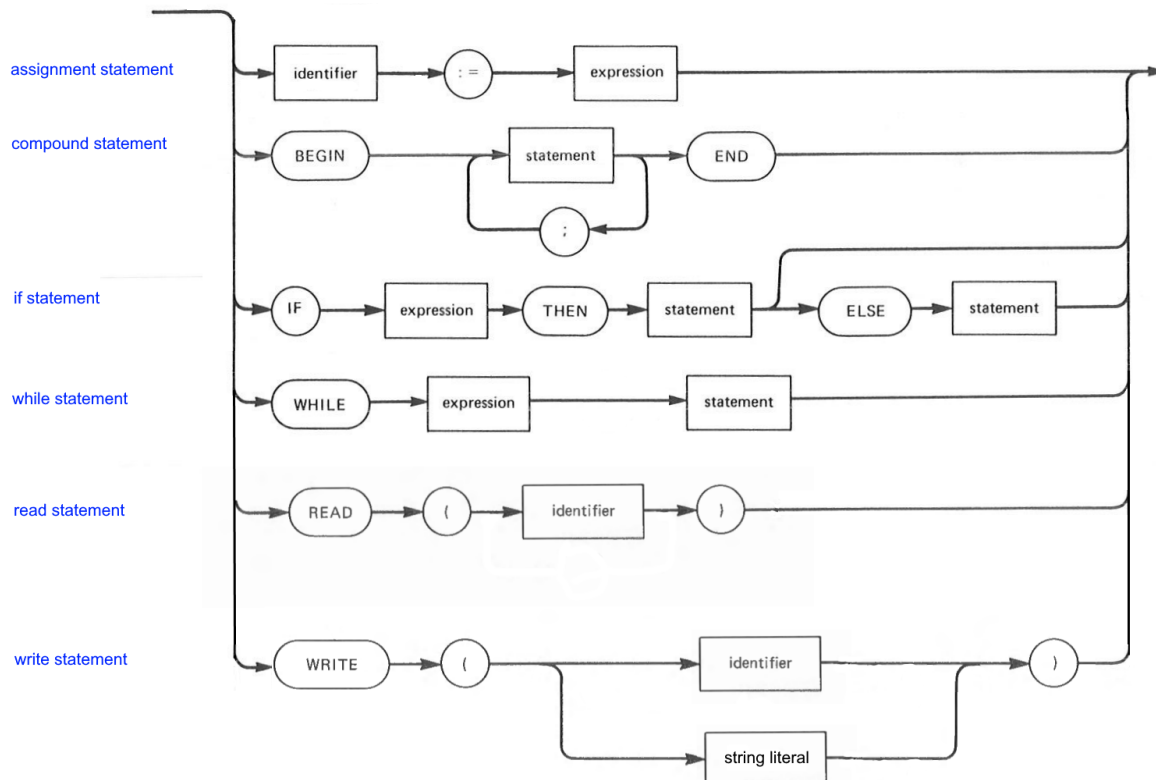 assignment statement identifier := expression
compound statement BEGIN statement END
;
if statement IF expression THEN statement ELSE statement
while statement WHILE expression statement
read statement READ ( identifier )
write statement WRITE ( identifier )
string literal